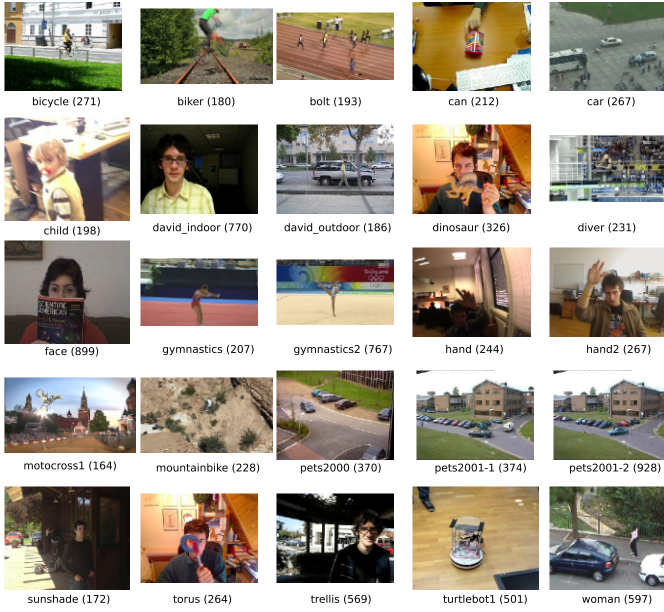 bicycle (271)
biker (180)
bolt (193)
can (212)
car (267)
child (198)
david_indoor (770)
david_outdoor (186)
dinosaur (326)
diver (231)
SCIENTIFIC
AMERICAN
face (899)
gymnastics (207)
gymnastics2 (767)
hand (244)
hand2 (267)
motocross1 (164)
mountainbike (228)
pets2000 (370)
pets2001-1 (374)
pets2001-2 (928)
sunshade (172)
torus (264)
trellis (569)
turtlebot1 (501)
woman (597)